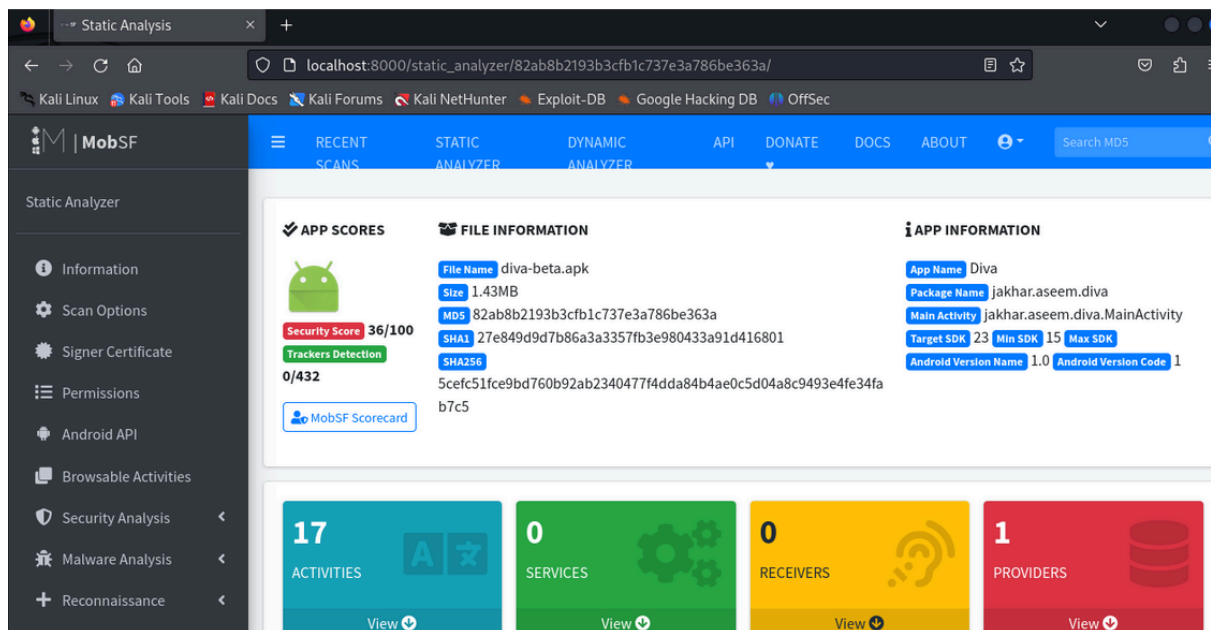 Static Analysis
localhost:8000/static_analyzer/82ab8b2193b3cfb1c737e3a786be363a/
Kali Linux Kali Tools Kali Docs Kali Forums Kali NetHunter Exploit-DB Google Hacking DB OffSec
MobSF
RECENT SCANS STATIC ANALYZER DYNAMIC ANALYZER API DONATE ♥ DOCS ABOUT Search MD5
Static Analyzer
Information
Scan Options
Signer Certificate
Permissions
Android API
Browsable Activities
Security Analysis
Malware Analysis
Reconnaissance
APP SCORES
Security Score 36/100
Trackers Detection
0/432
MobSF Scorecard
FILE INFORMATION
File Name diva-beta.apk
Size 1.43MB
MD5 82ab8b2193b3cfb1c737e3a786be363a
SHA1 27e849d9d7b86a3a3357fb3e980433a91d416801
SHA256
5cefc51fce9bd760b92ab2340477f4dda84b4ae0c5d04a8c9493e4fe34fa
b7c5
APP INFORMATION
App Name Diva
Package Name jakhar.aseem.diva
Main Activity jakhar.aseem.diva.MainActivity
Target SDK 23 Min SDK 15 Max SDK
Android Version Name 1.0 Android Version Code 1
17
ACTIVITIES
View
0
SERVICES
View
0
RECEIVERS
View
1
PROVIDERS
View